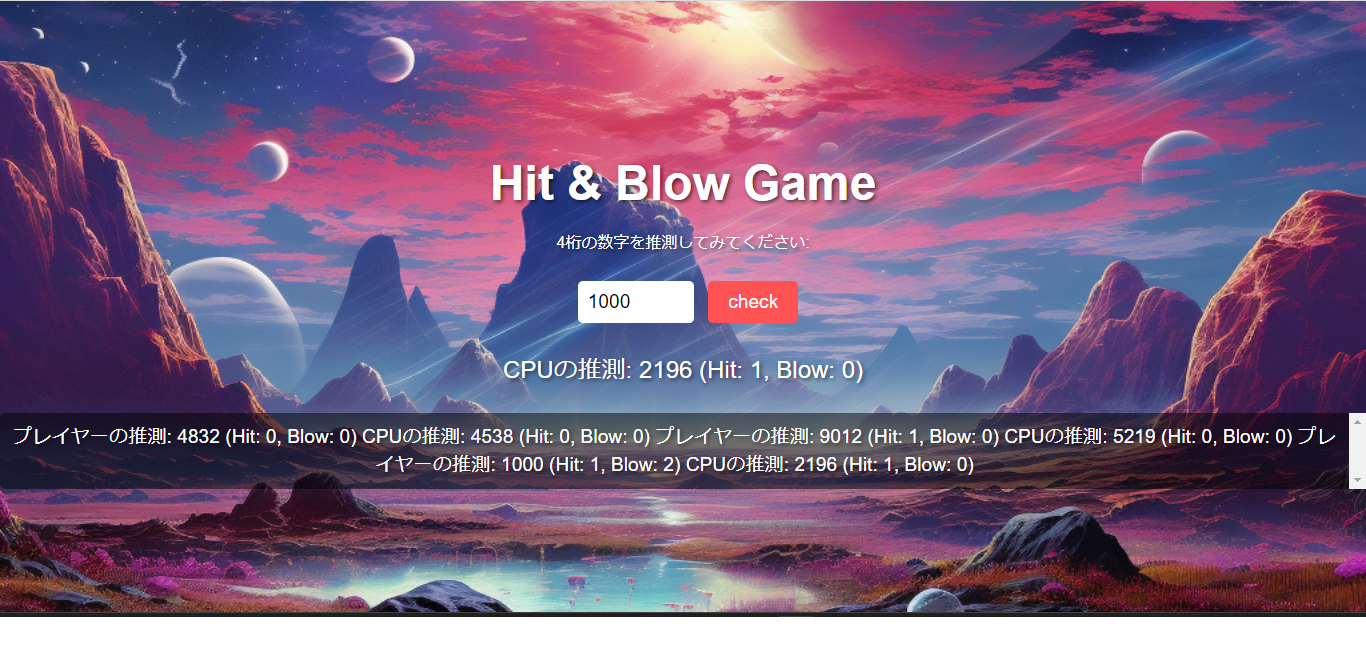 Hit & Blow Game
4桁の数字を推測してみてください:
1000
check
CPUの推測: 2196 (Hit: 1, Blow: 0)
プレイヤーの推測: 4832 (Hit: 0, Blow: 0) CPUの推測: 4538 (Hit: 0, Blow: 0) プレイヤーの推測: 9012 (Hit: 1, Blow: 0) CPUの推測: 5219 (Hit: 0, Blow: 0) プレ
イヤーの推測: 1000 (Hit: 1, Blow: 2) CPUの推測: 2196 (Hit: 1, Blow: 0)